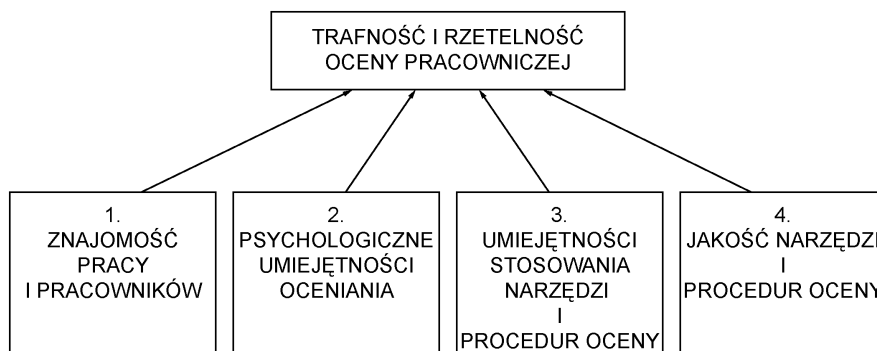 TRAFNOŚĆ I RZETELNOŚĆ
OCENY PRACOWNICZEJ
1.
ZNAJOMOŚĆ
PRACY
I PRACOWNIKÓW
2.
PSYCHOLOGICZNE
UMIEJĘTNOŚCI
OCENIANIA
3.
UMIEJĘTNOŚCI
STOSOWANIA
NARZĘDZI
I
PROCEDUR OCENY
4.
JAKOŚĆ NARZĘDZI
I
PROCEDUR OCENY